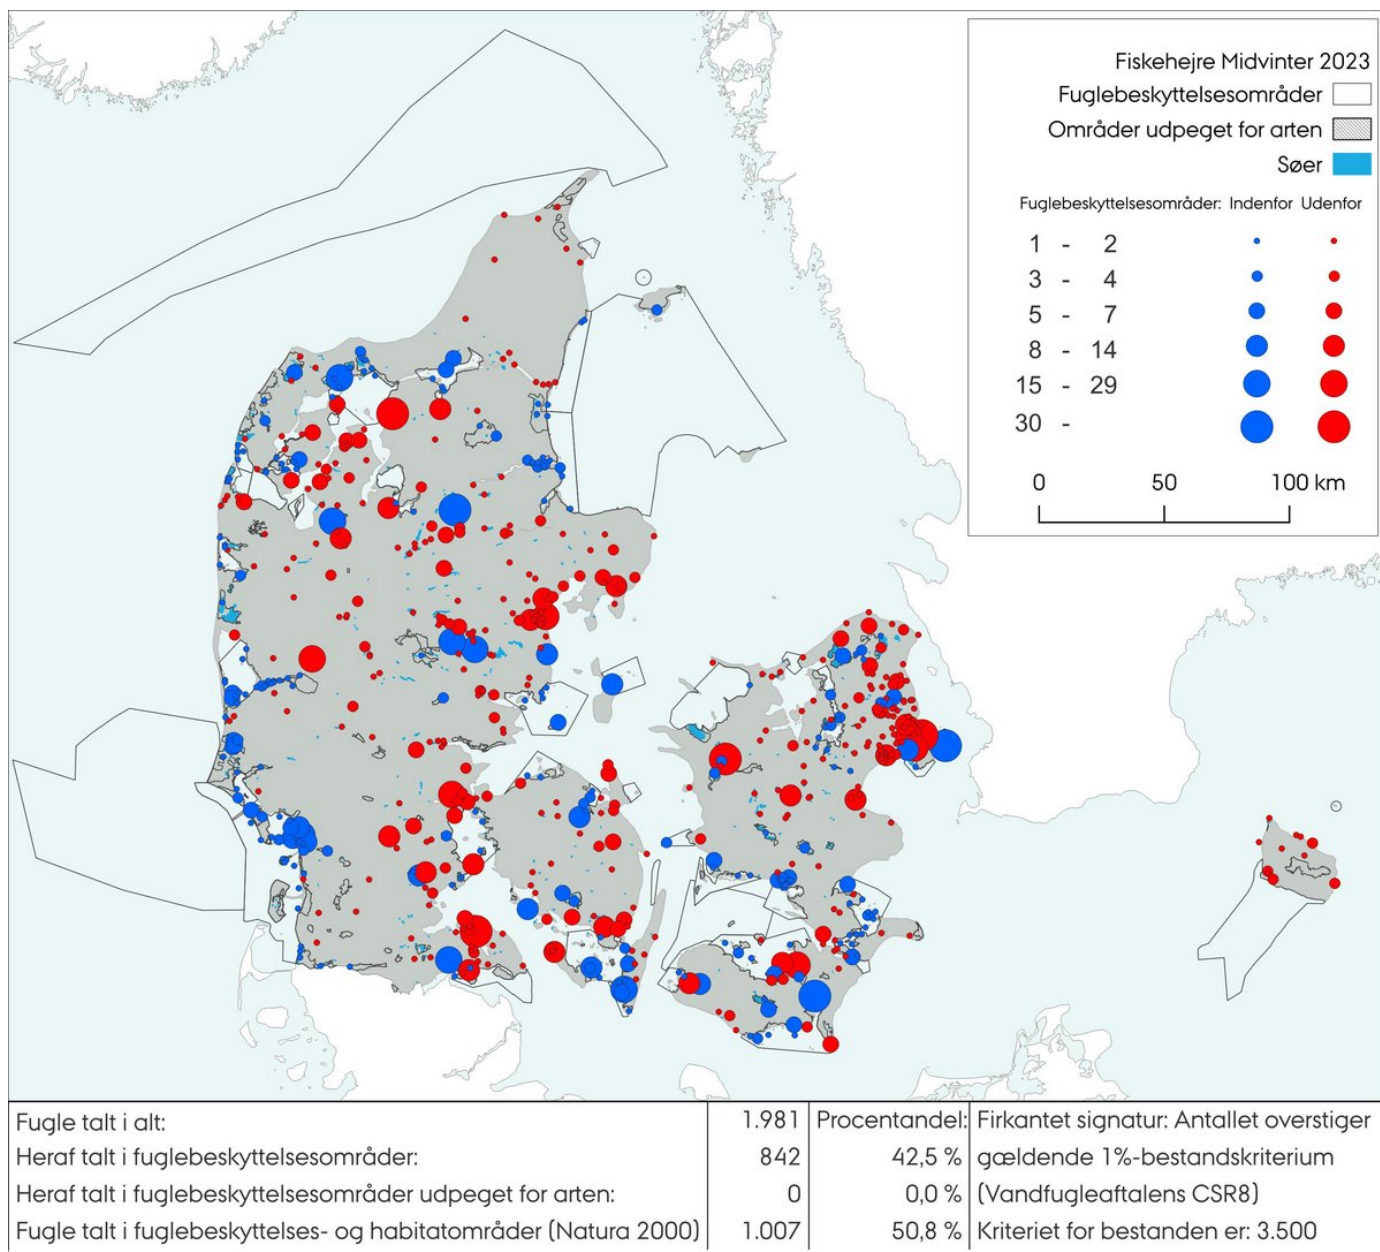 Fiskehejre Midvinter 2023
Fuglebeskyttelsesområder
Områder udpeget for arten
Søer
Fuglebeskyttelsesområder: Indenfor Udenfor
1 - 2
3 - 4
5 - 7
8 - 14
15 - 29
30 -
0 50 100 km
Fugle talt i alt: 1.981 Procentandel: Firkantet signatur: Antallet overstiger
Heraf talt i fuglebeskyttelsesområder: 842 42,5 % gældende 1%-bestandskriterium
Heraf talt i fuglebeskyttelsesområder udpeget for arten: 0 0,0 % (Vandfugleaftalens CSR8)
Fugle talt i fuglebeskyttelses- og habitatområder (Natura 2000) 1.007 50,8 % Kriteriet for bestanden er: 3.500